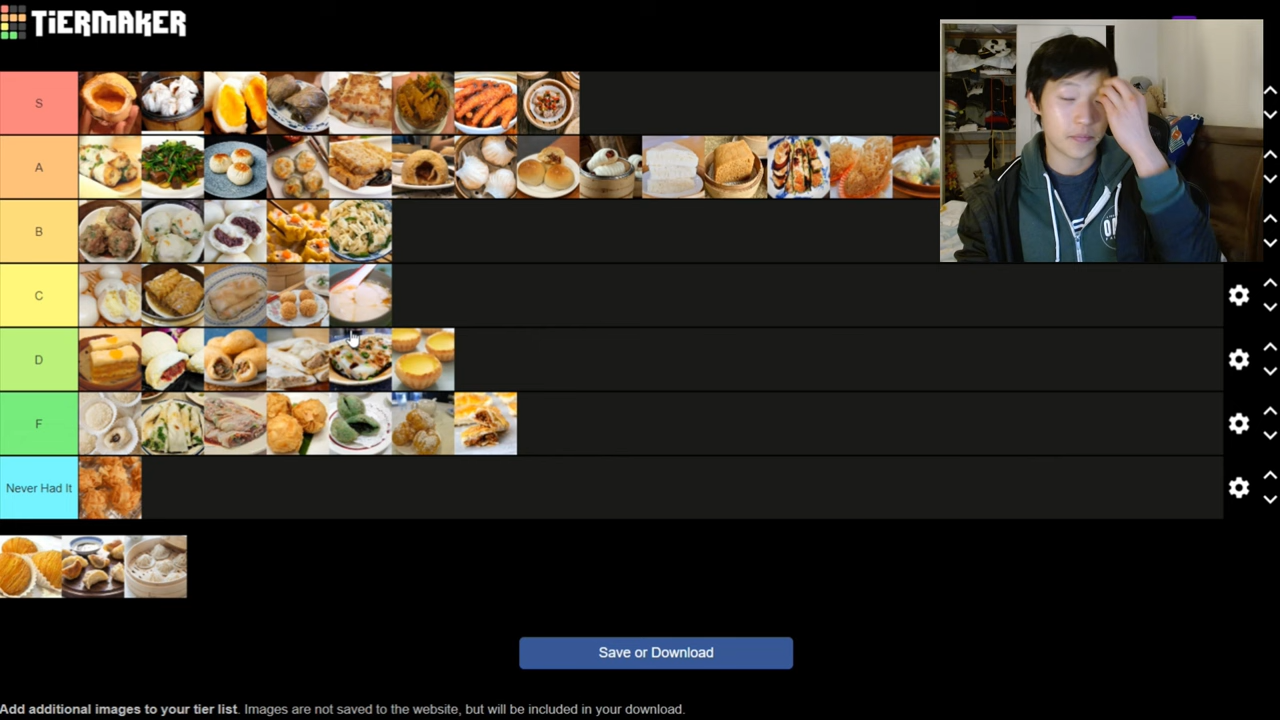 TiERMAKER
S
A
B
C
D
F
Never Had It
Save or Download
Add additional images to your tier list. Images are not saved to the website, but will be included in your download.